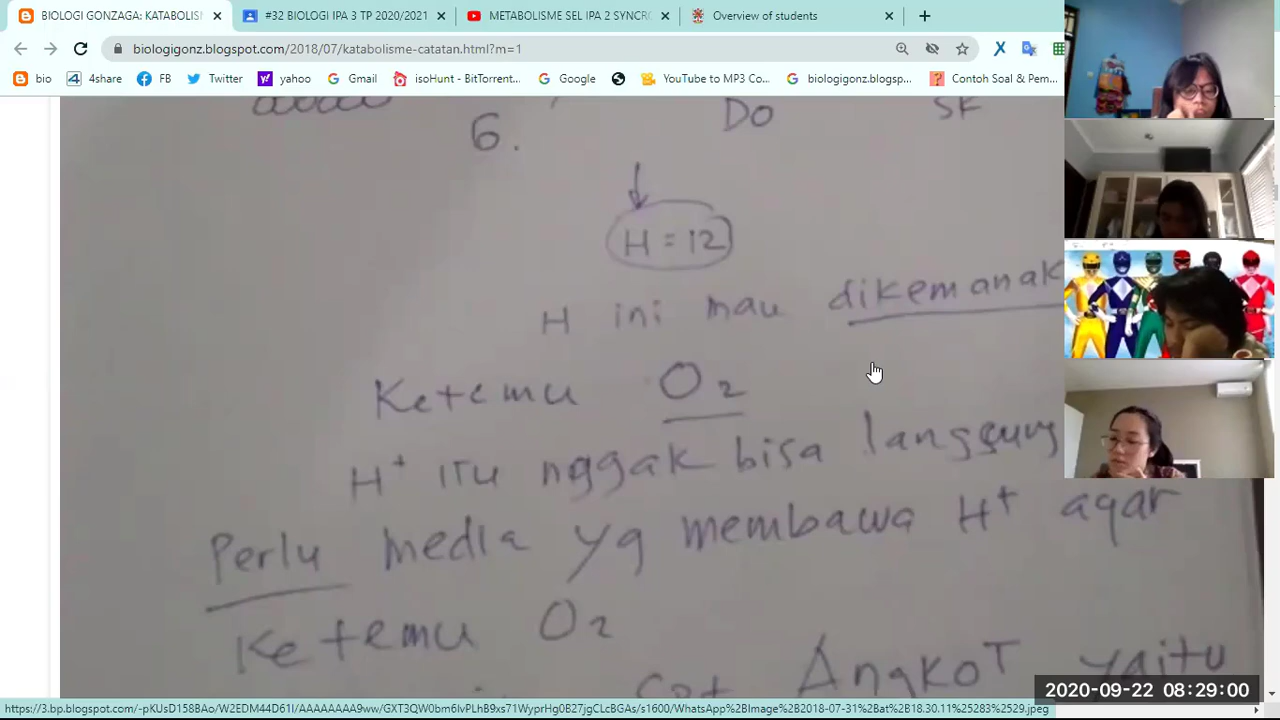 BIOLOGI GONZAGA: KATABOLIS
#32 BIOLOGI IPA 3 TP 2020/2021
METABOLISME SEL IPA 2 SYNCRO
Overview of students
biologigonz.blogspot.com/2018/07/katabolisme-catatan.html?m=1
bio
4share
FB
Twitter
yahoo
Gmail
isoHunt - BitTorrent...
Google
YouTube to MP3 Co...
biologigonz.blogsp...
Contoh Soal & Pem...
6.
Do
H = 12
H ini mau dikemanak
Ketemu O2
H+ itu nggak bisa langsung
Perlu media yg membawa H+ agar
Ketemu O2
Angkot yaitu
2020-09-22 08:29:00